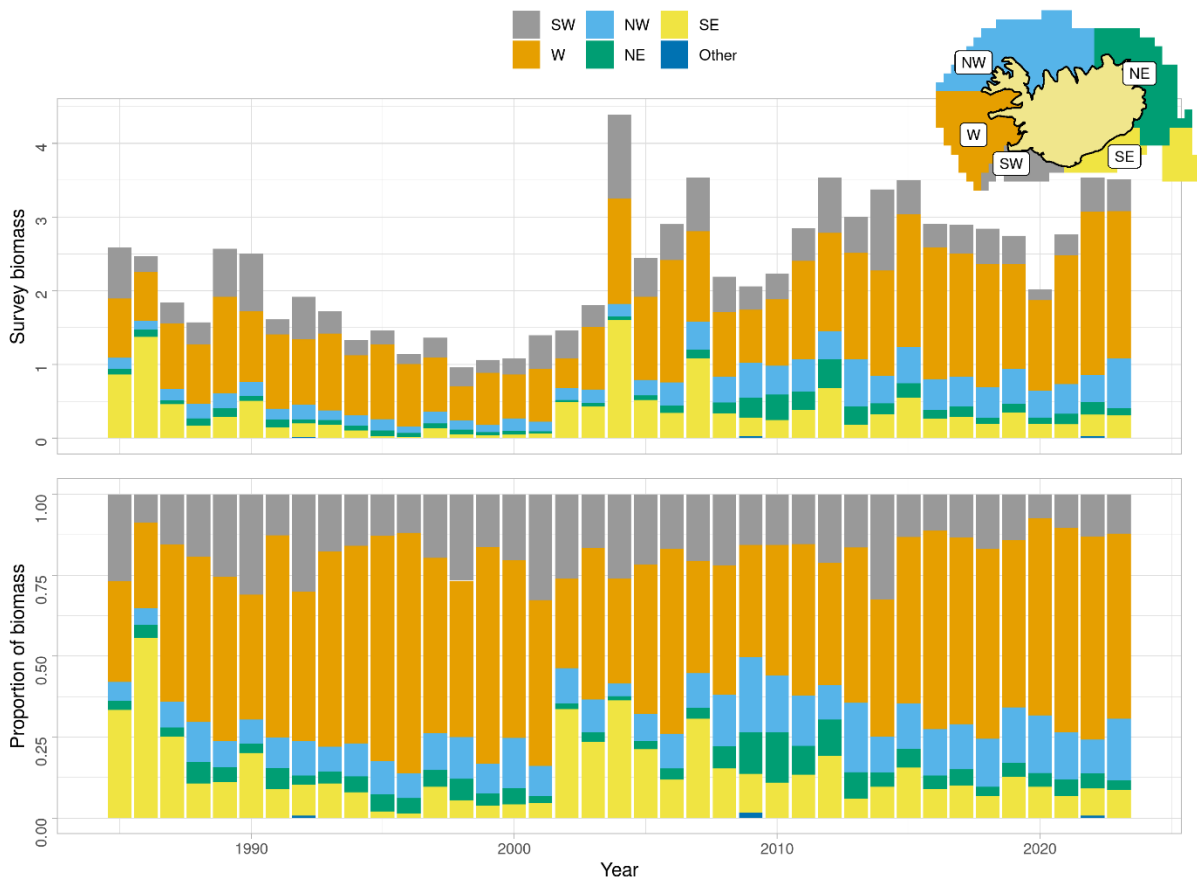 SW NW SE
W NE Other
NW
NE
W
SW
SE
Survey biomass
4
3
2
1
0
Proportion of biomass
1.00
0.75
0.50
0.25
0.00
1990 2000 2010 2020
Year